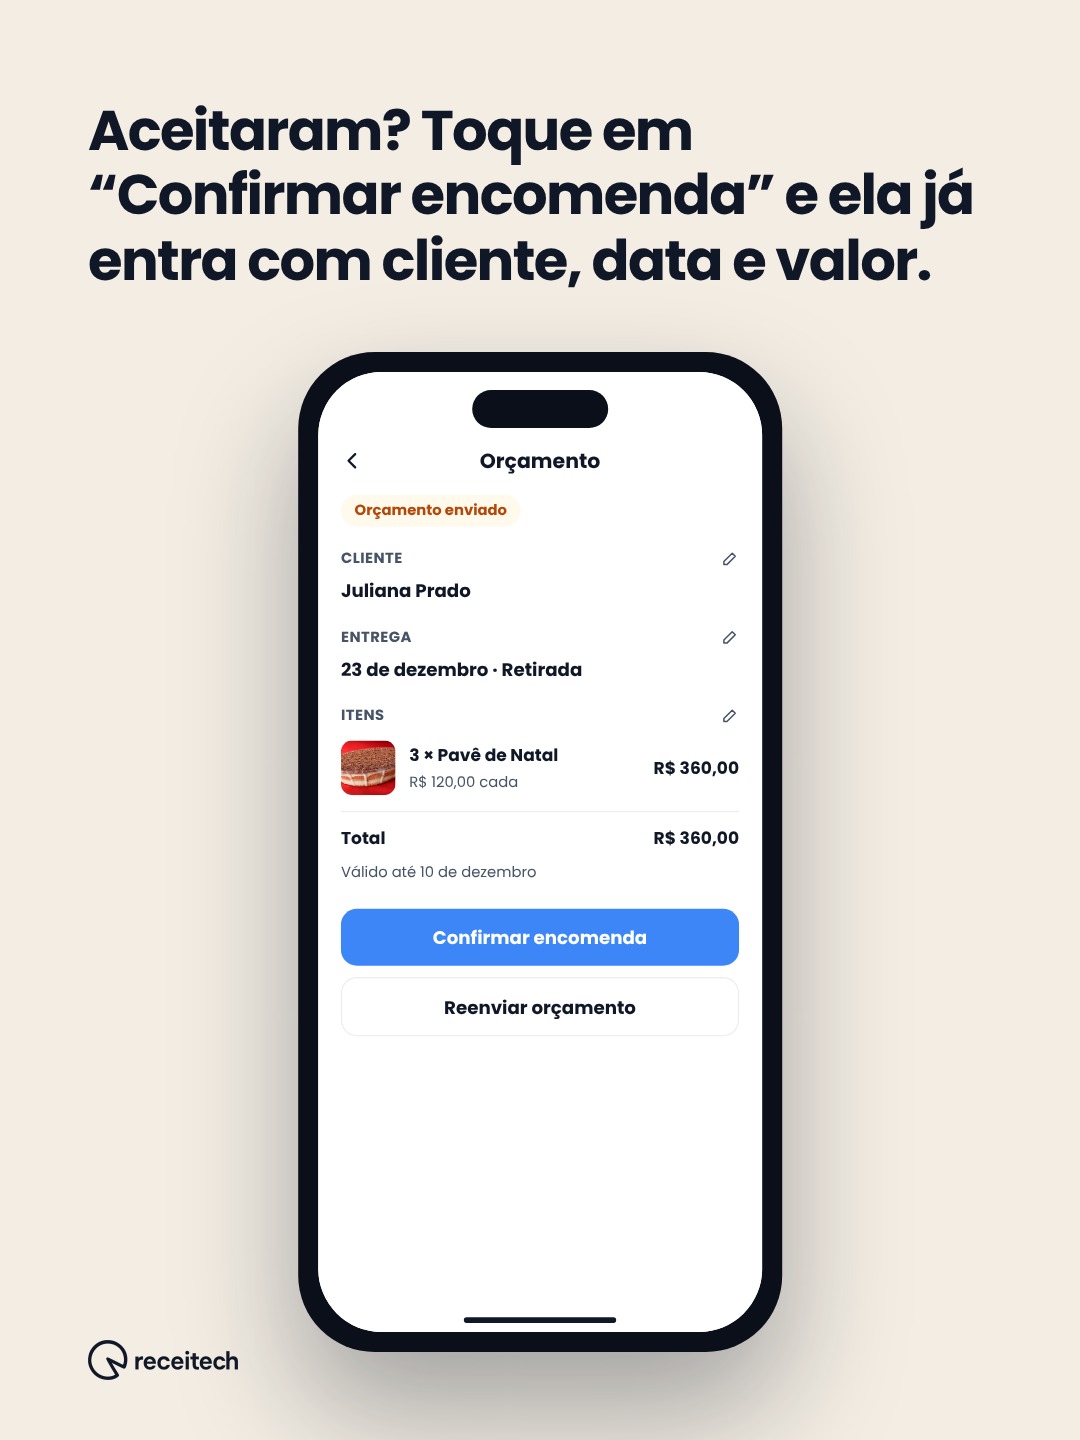 Aceitaram? Toque em
“Confirmar encomenda” e ela já
entra com cliente, data e valor.
Orçamento
Orçamento enviado
CLIENTE
Juliana Prado
ENTREGA
23 de dezembro · Retirada
ITENS
3 × Pavê de Natal
R$ 120,00 cada
R$ 360,00
Total
R$ 360,00
Válido até 10 de dezembro
Confirmar encomenda
Reenviar orçamento
receitech